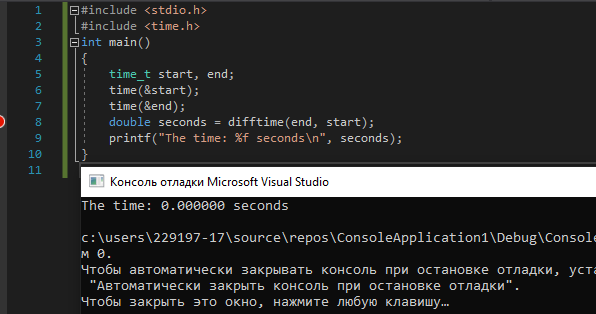 1 #include <stdio.h>
2 #include <time.h>
3 int main()
4 {
5 time_t start, end;
6 time(&start);
7 time(&end);
8 double seconds = difftime(end, start);
9 printf("The time: %f seconds\n", seconds);
10 }
11
Консоль отладки Microsoft Visual Studio
The time: 0.000000 seconds
c:\users\229197-17\source\repos\ConsoleApplication1\Debug\Conso
м 0.
Чтобы автоматически закрывать консоль при остановке отладки, уста
"Автоматически закрыть консоль при остановке отладки".
Чтобы закрыть это окно, нажмите любую клавишу…